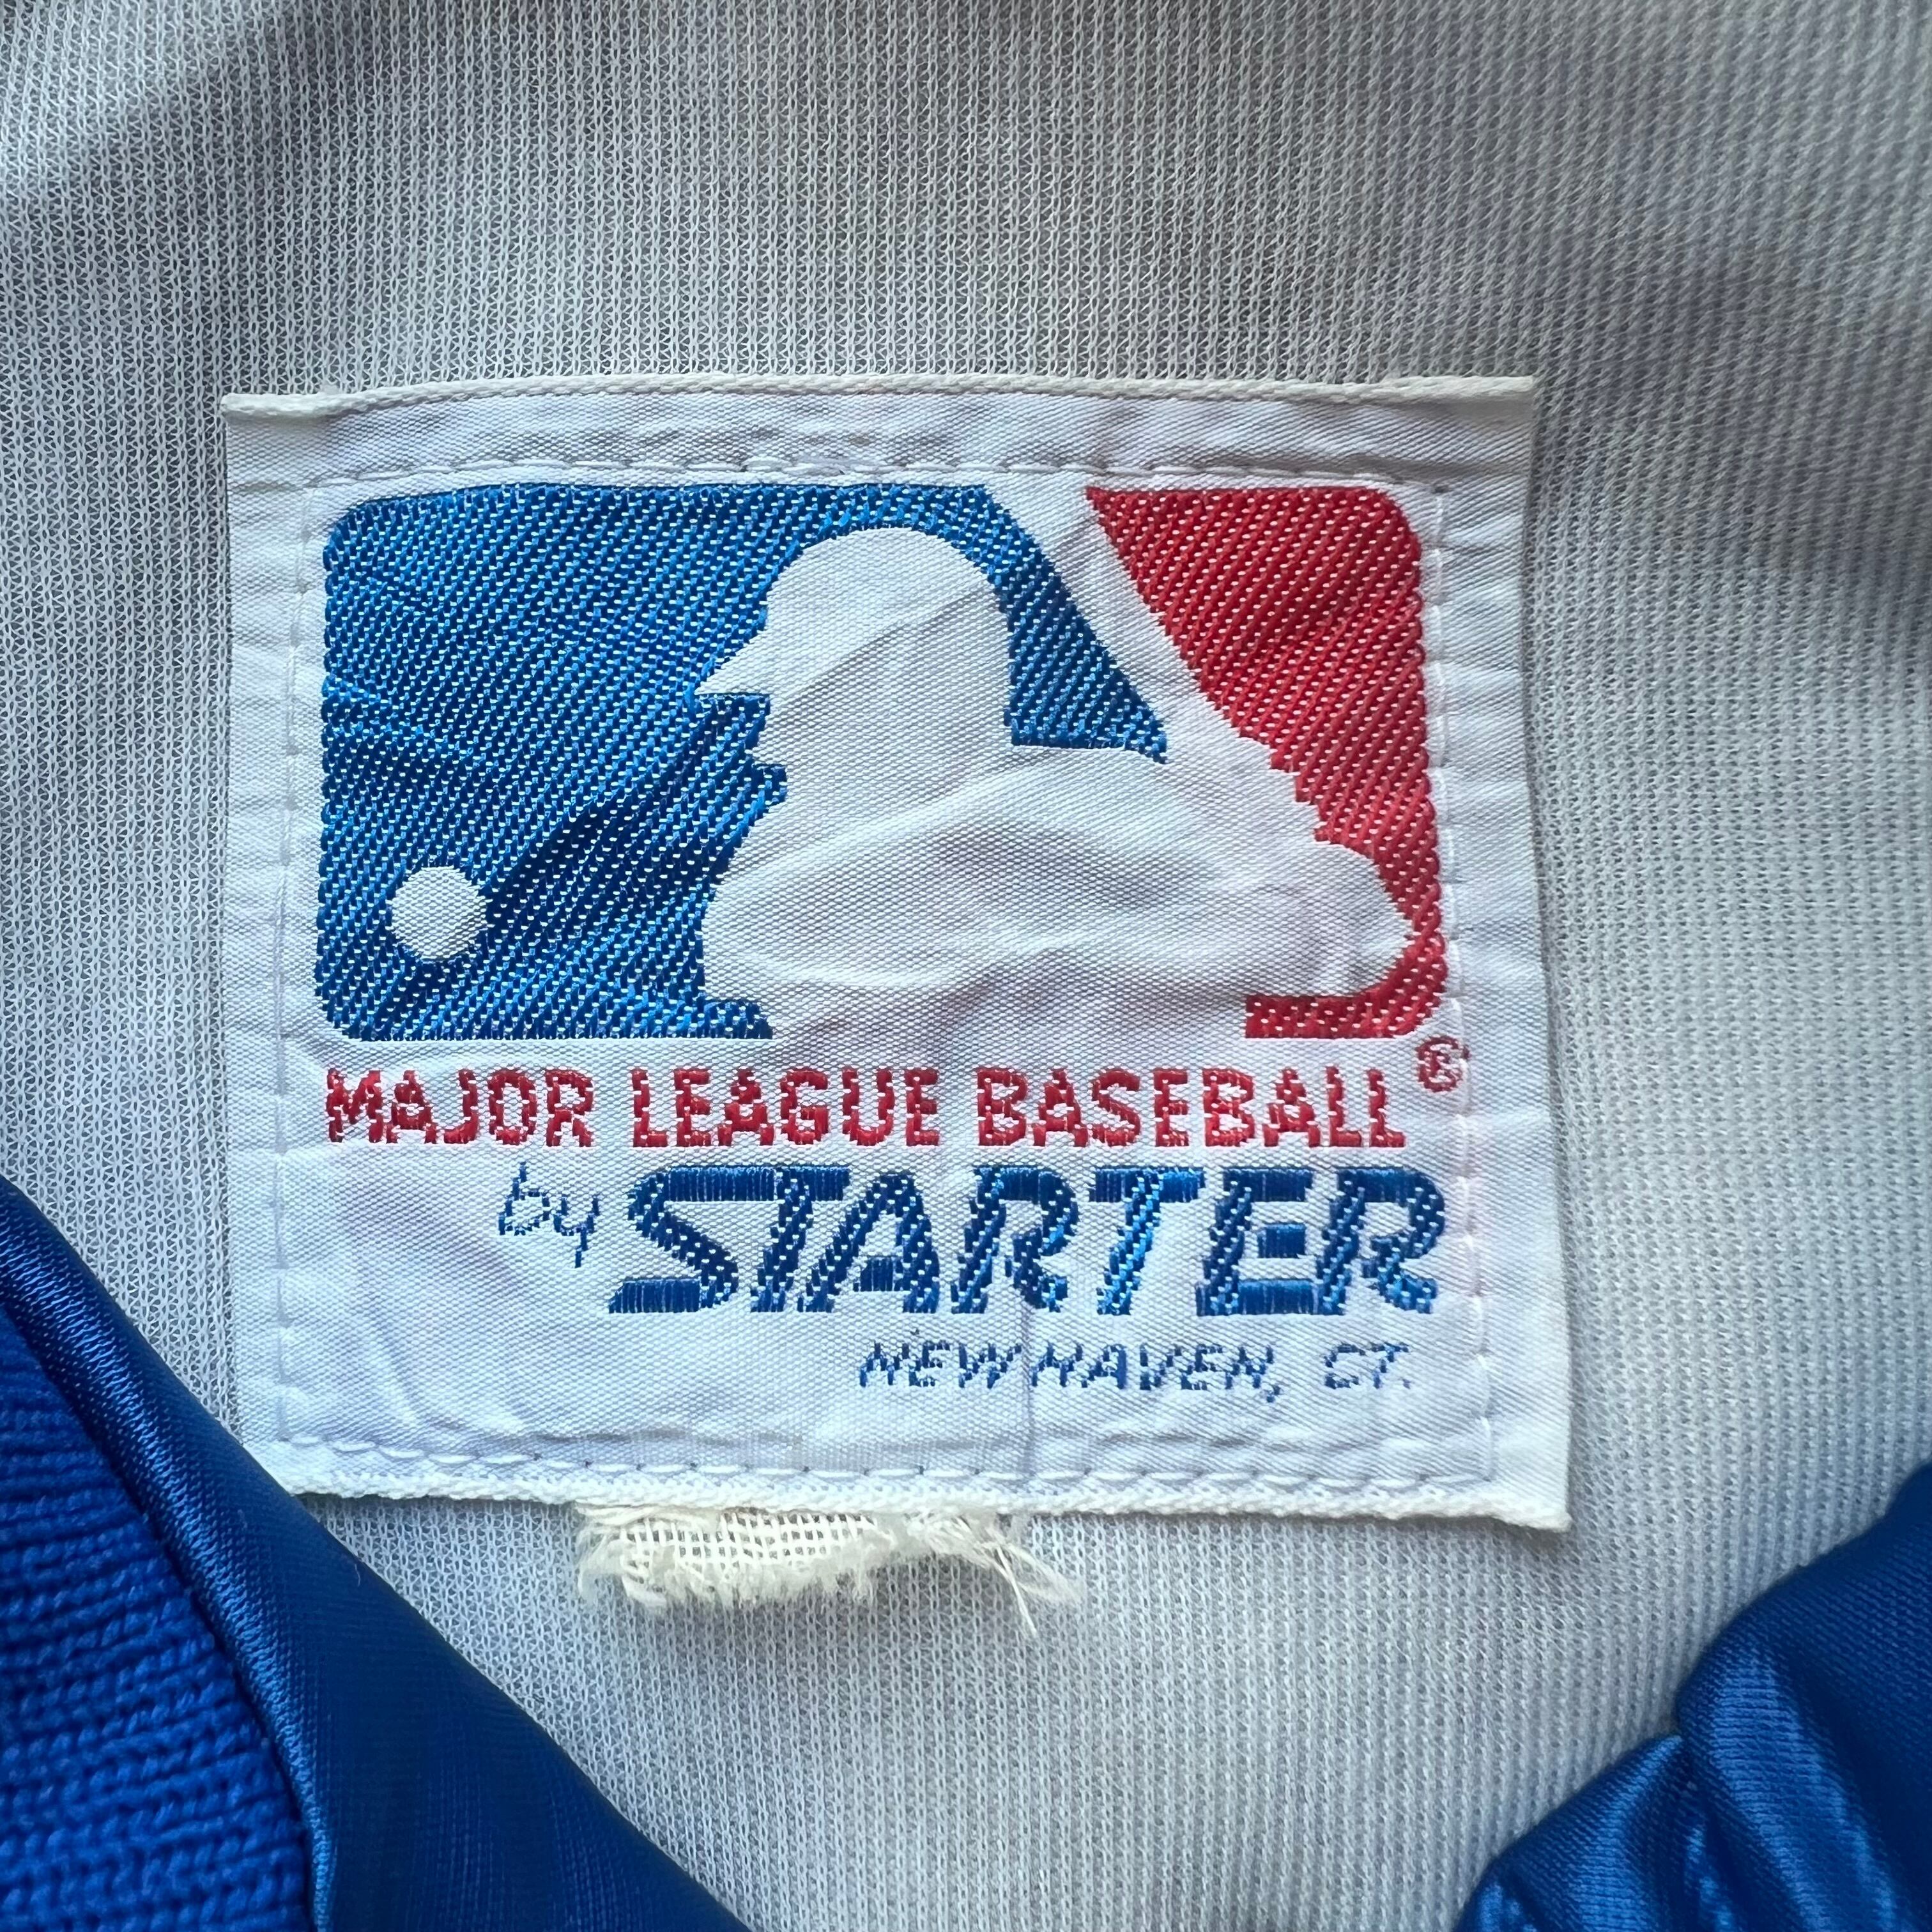 MAJOR LEAGUE BASEBALL®
by STARTER
NEW HAVEN, CT.